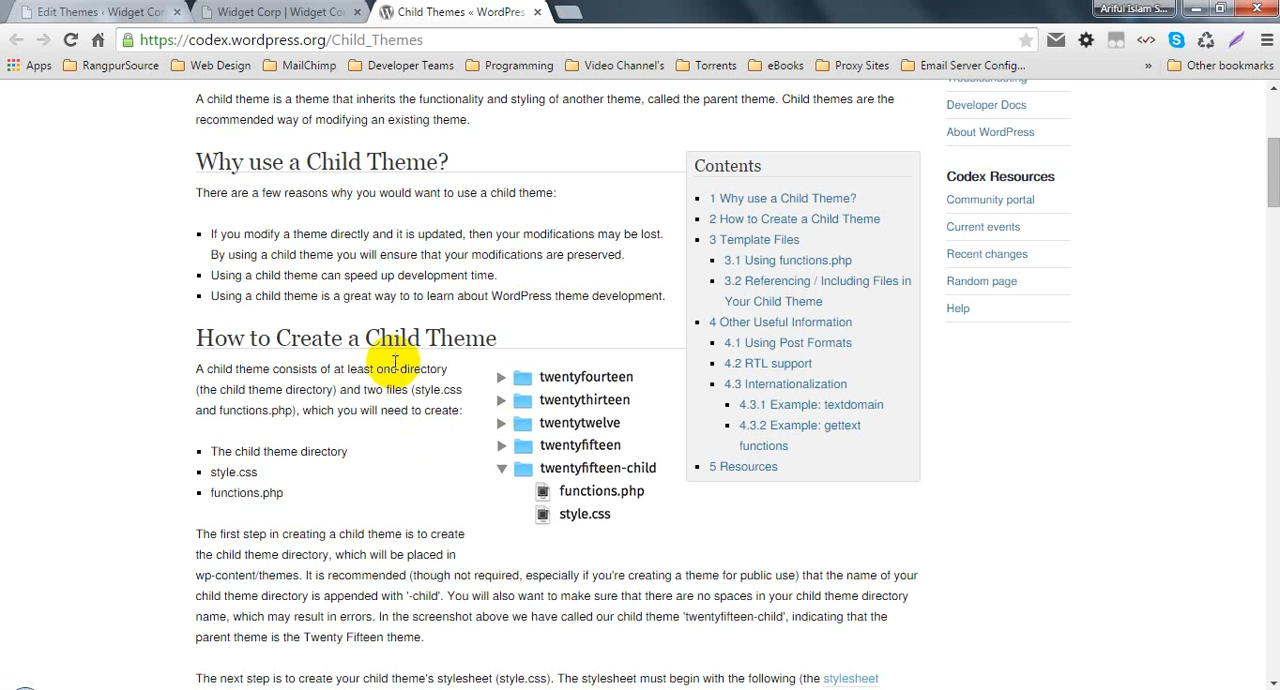 Edit Themes ‹ Widget Cor
Widget Corp | Widget Co
Child Themes « WordPres
Ariful Islam S...
https://codex.wordpress.org/Child_Themes
Apps
RangpurSource
Web Design
MailChimp
Developer Teams
Programming
Video Channel's
Torrents
eBooks
Proxy Sites
Email Server Config...
»
Other bookmarks
A child theme is a theme that inherits the functionality and styling of another theme, called the parent theme. Child themes are the
recommended way of modifying an existing theme.
Why use a Child Theme?
There are a few reasons why you would want to use a child theme:
If you modify a theme directly and it is updated, then your modifications may be lost.
By using a child theme you will ensure that your modifications are preserved.
Using a child theme can speed up development time.
Using a child theme is a great way to to learn about WordPress theme development.
How to Create a Child Theme
A child theme consists of at least one directory
(the child theme directory) and two files (style.css
and functions.php), which you will need to create:
The child theme directory
style.css
functions.php
twentyfourteen
twentythirteen
twentytwelve
twentyfifteen
twentyfifteen-child
functions.php
style.css
The first step in creating a child theme is to create
the child theme directory, which will be placed in
wp-content/themes. It is recommended (though not required, especially if you're creating a theme for public use) that the name of your
child theme directory is appended with '-child'. You will also want to make sure that there are no spaces in your child theme directory
name, which may result in errors. In the screenshot above we have called our child theme 'twentyfifteen-child', indicating that the
parent theme is the Twenty Fifteen theme.
The next step is to create your child theme's stylesheet (style.css). The stylesheet must begin with the following (the stylesheet
Contents
1 Why use a Child Theme?
2 How to Create a Child Theme
3 Template Files
3.1 Using functions.php
3.2 Referencing / Including Files in
Your Child Theme
4 Other Useful Information
4.1 Using Post Formats
4.2 RTL support
4.3 Internationalization
4.3.1 Example: textdomain
4.3.2 Example: gettext
functions
5 Resources
Troubleshooting
Developer Docs
About WordPress
Codex Resources
Community portal
Current events
Recent changes
Random page
Help